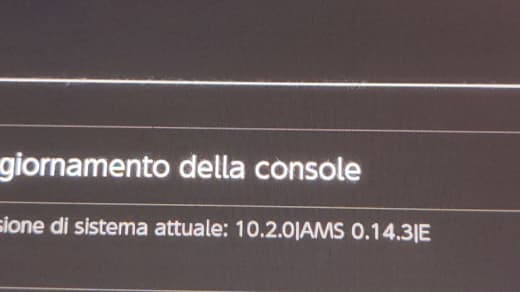 giornamento della console
sione di sistema attuale: 10.2.0|AMS 0.14.3|E